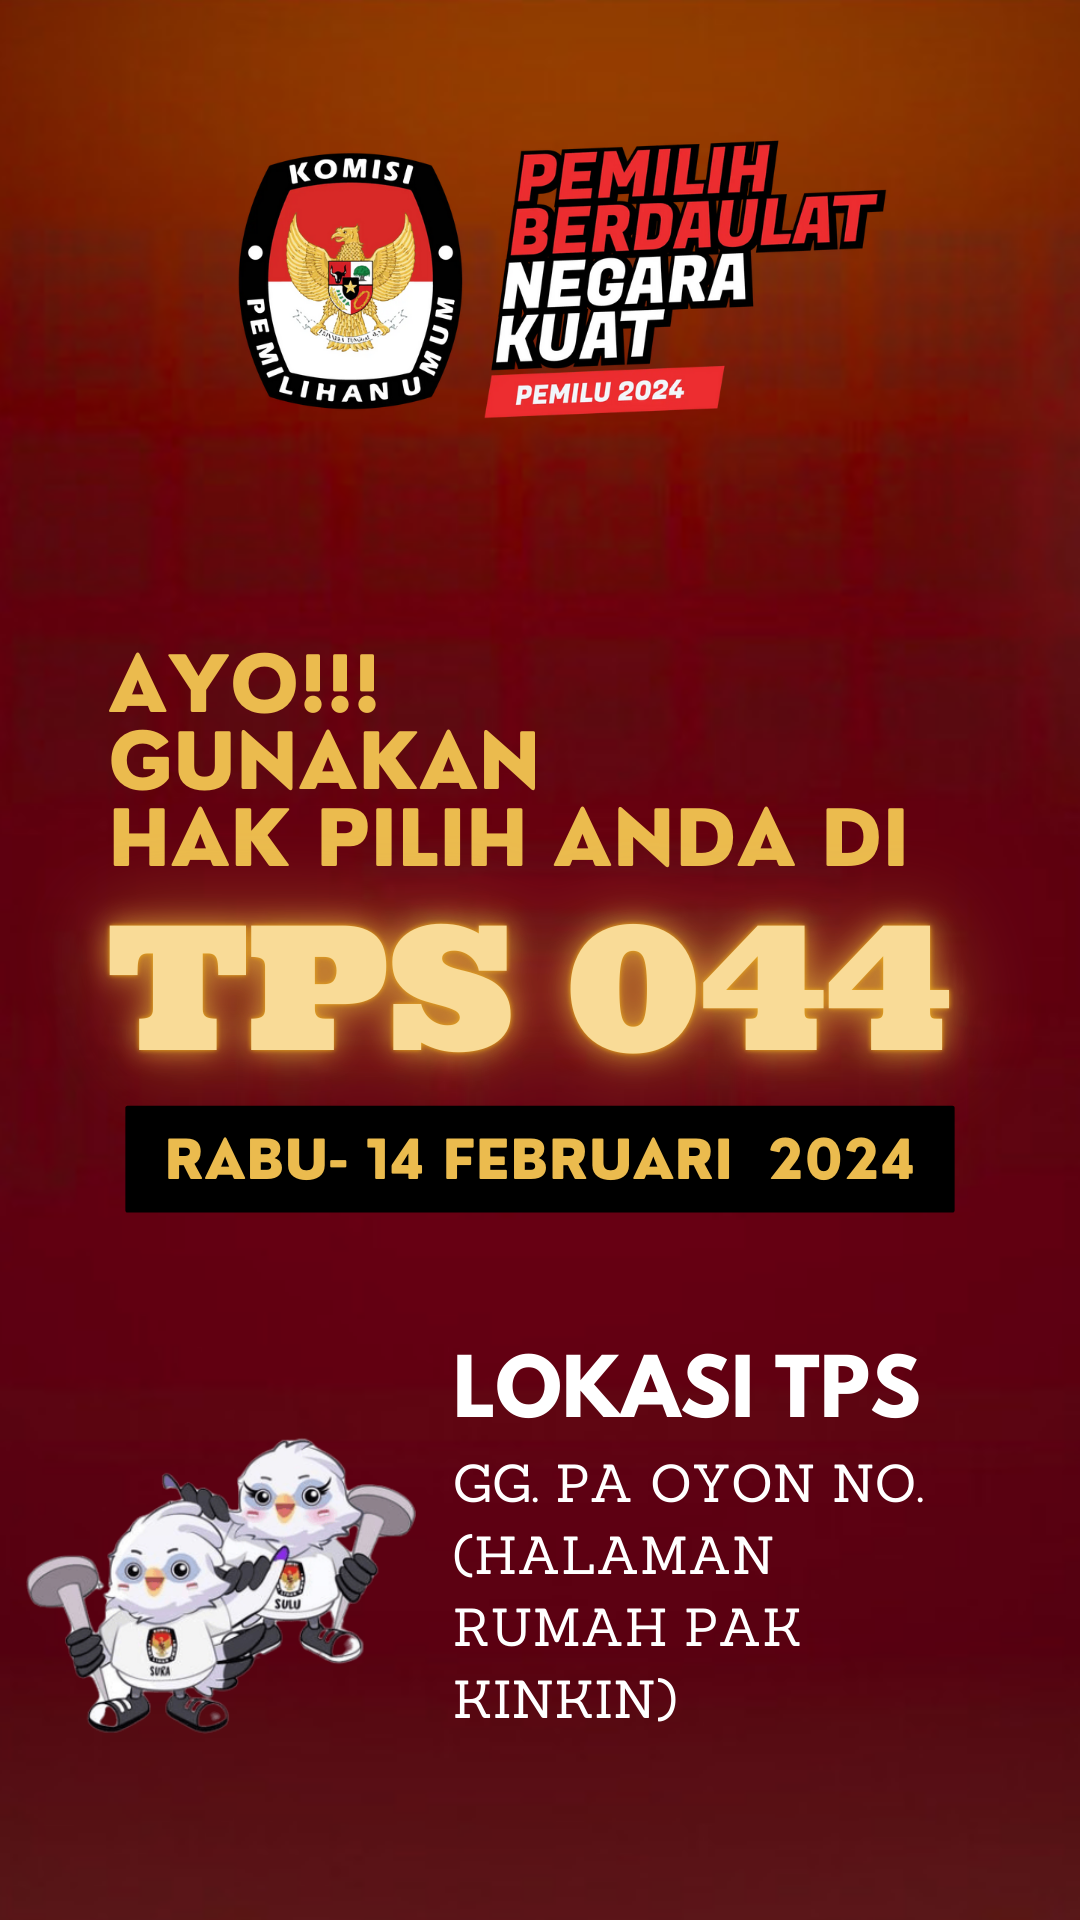 KOMISI
PEMILIHAN UMUM
PEMILIH
BERDAULAT
NEGARA
KUAT
PEMILU 2024
AYO!!!
GUNAKAN
HAK PILIH ANDA DI
TPS 044
RABU- 14 FEBRUARI 2024
LOKASI TPS
GG. PA OYON NO.
(HALAMAN
RUMAH PAK
KINKIN)
SULU
SURA